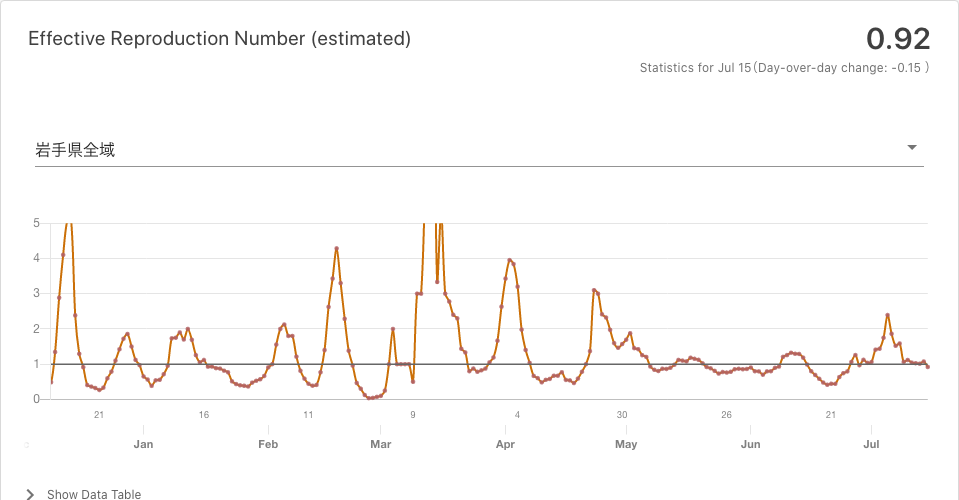 Effective Reproduction Number (estimated)
0.92
Statistics for Jul 15(Day-over-day change: -0.15 )
岩手県全域
5
4
3
2
1
0
21 16 11 9 4 30 26 21
Jan Feb Mar Apr May Jun Jul
Show Data Table